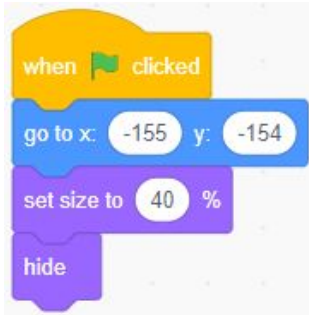 when clicked
go to x: -155 y: -154
set size to 40 %
hide